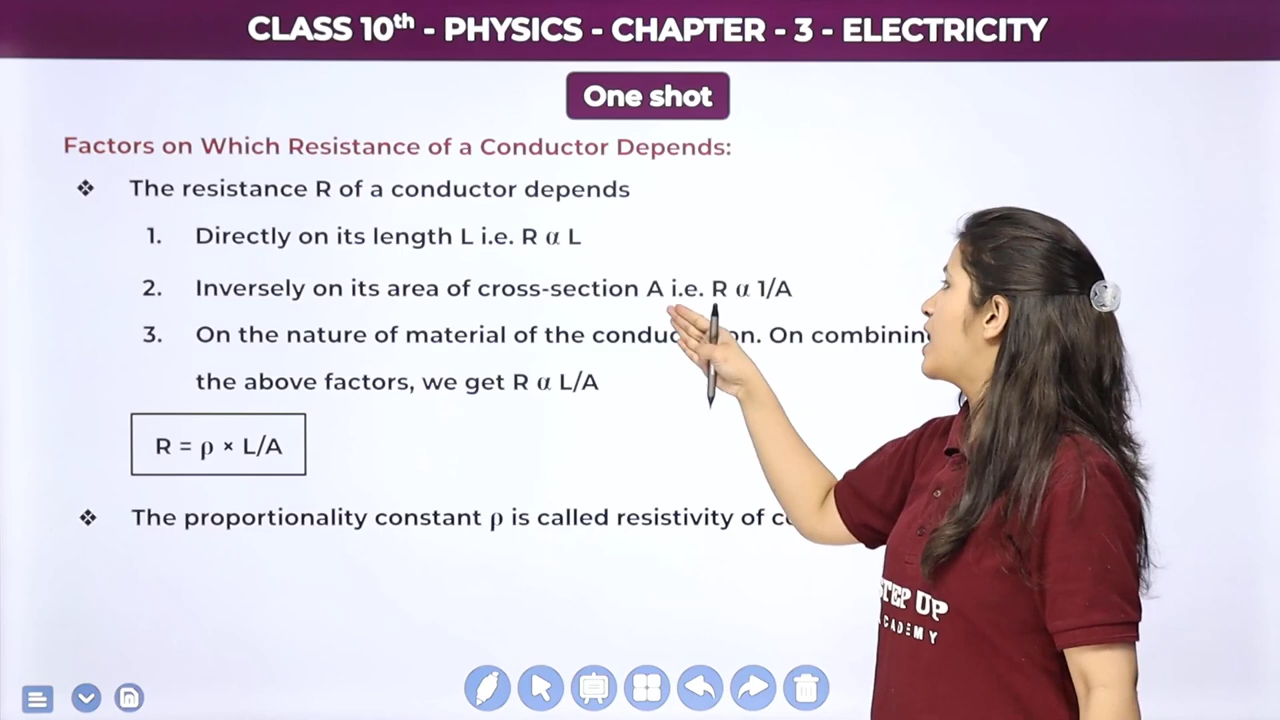 CLASS 10th - PHYSICS - CHAPTER - 3 - ELECTRICITY
One shot
Factors on Which Resistance of a Conductor Depends:
❖ The resistance R of a conductor depends
1. Directly on its length L i.e. R α L
2. Inversely on its area of cross-section A i.e. R α 1/A
3. On the nature of material of the on. On
the above factors, we get R α L/A
R = ρ × L/A
❖ The proportionality constant ρ is called resistivity of
STEP UP
ACADEMY